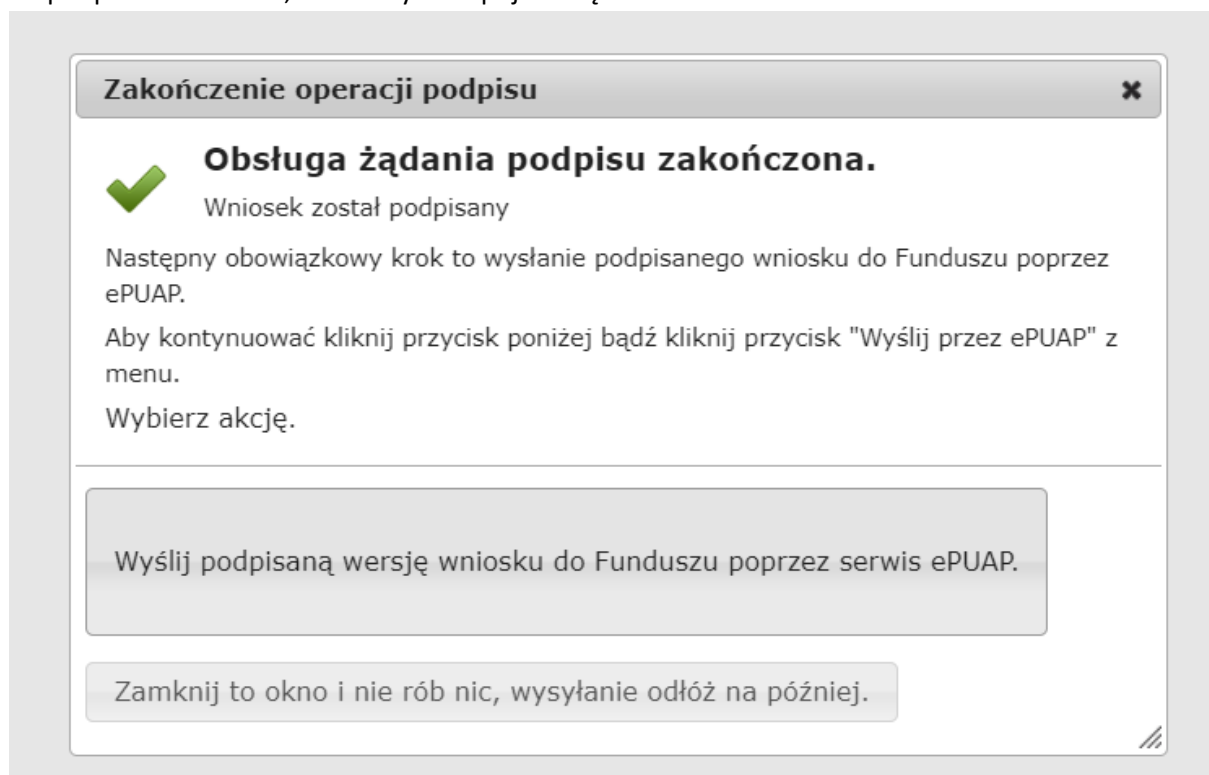 Zakończenie operacji podpisu
Obsługa żądania podpisu zakończona.
Wniosek został podpisany
Następny obowiązkowy krok to wysłanie podpisanego wniosku do Funduszu poprzez
ePUAP.
Aby kontynuować kliknij przycisk poniżej bądź kliknij przycisk "Wyślij przez ePUAP" z
menu.
Wybierz akcję.
Wyślij podpisaną wersję wniosku do Funduszu poprzez serwis ePUAP.
Zamknij to okno i nie rób nic, wysyłanie odłóż na później.